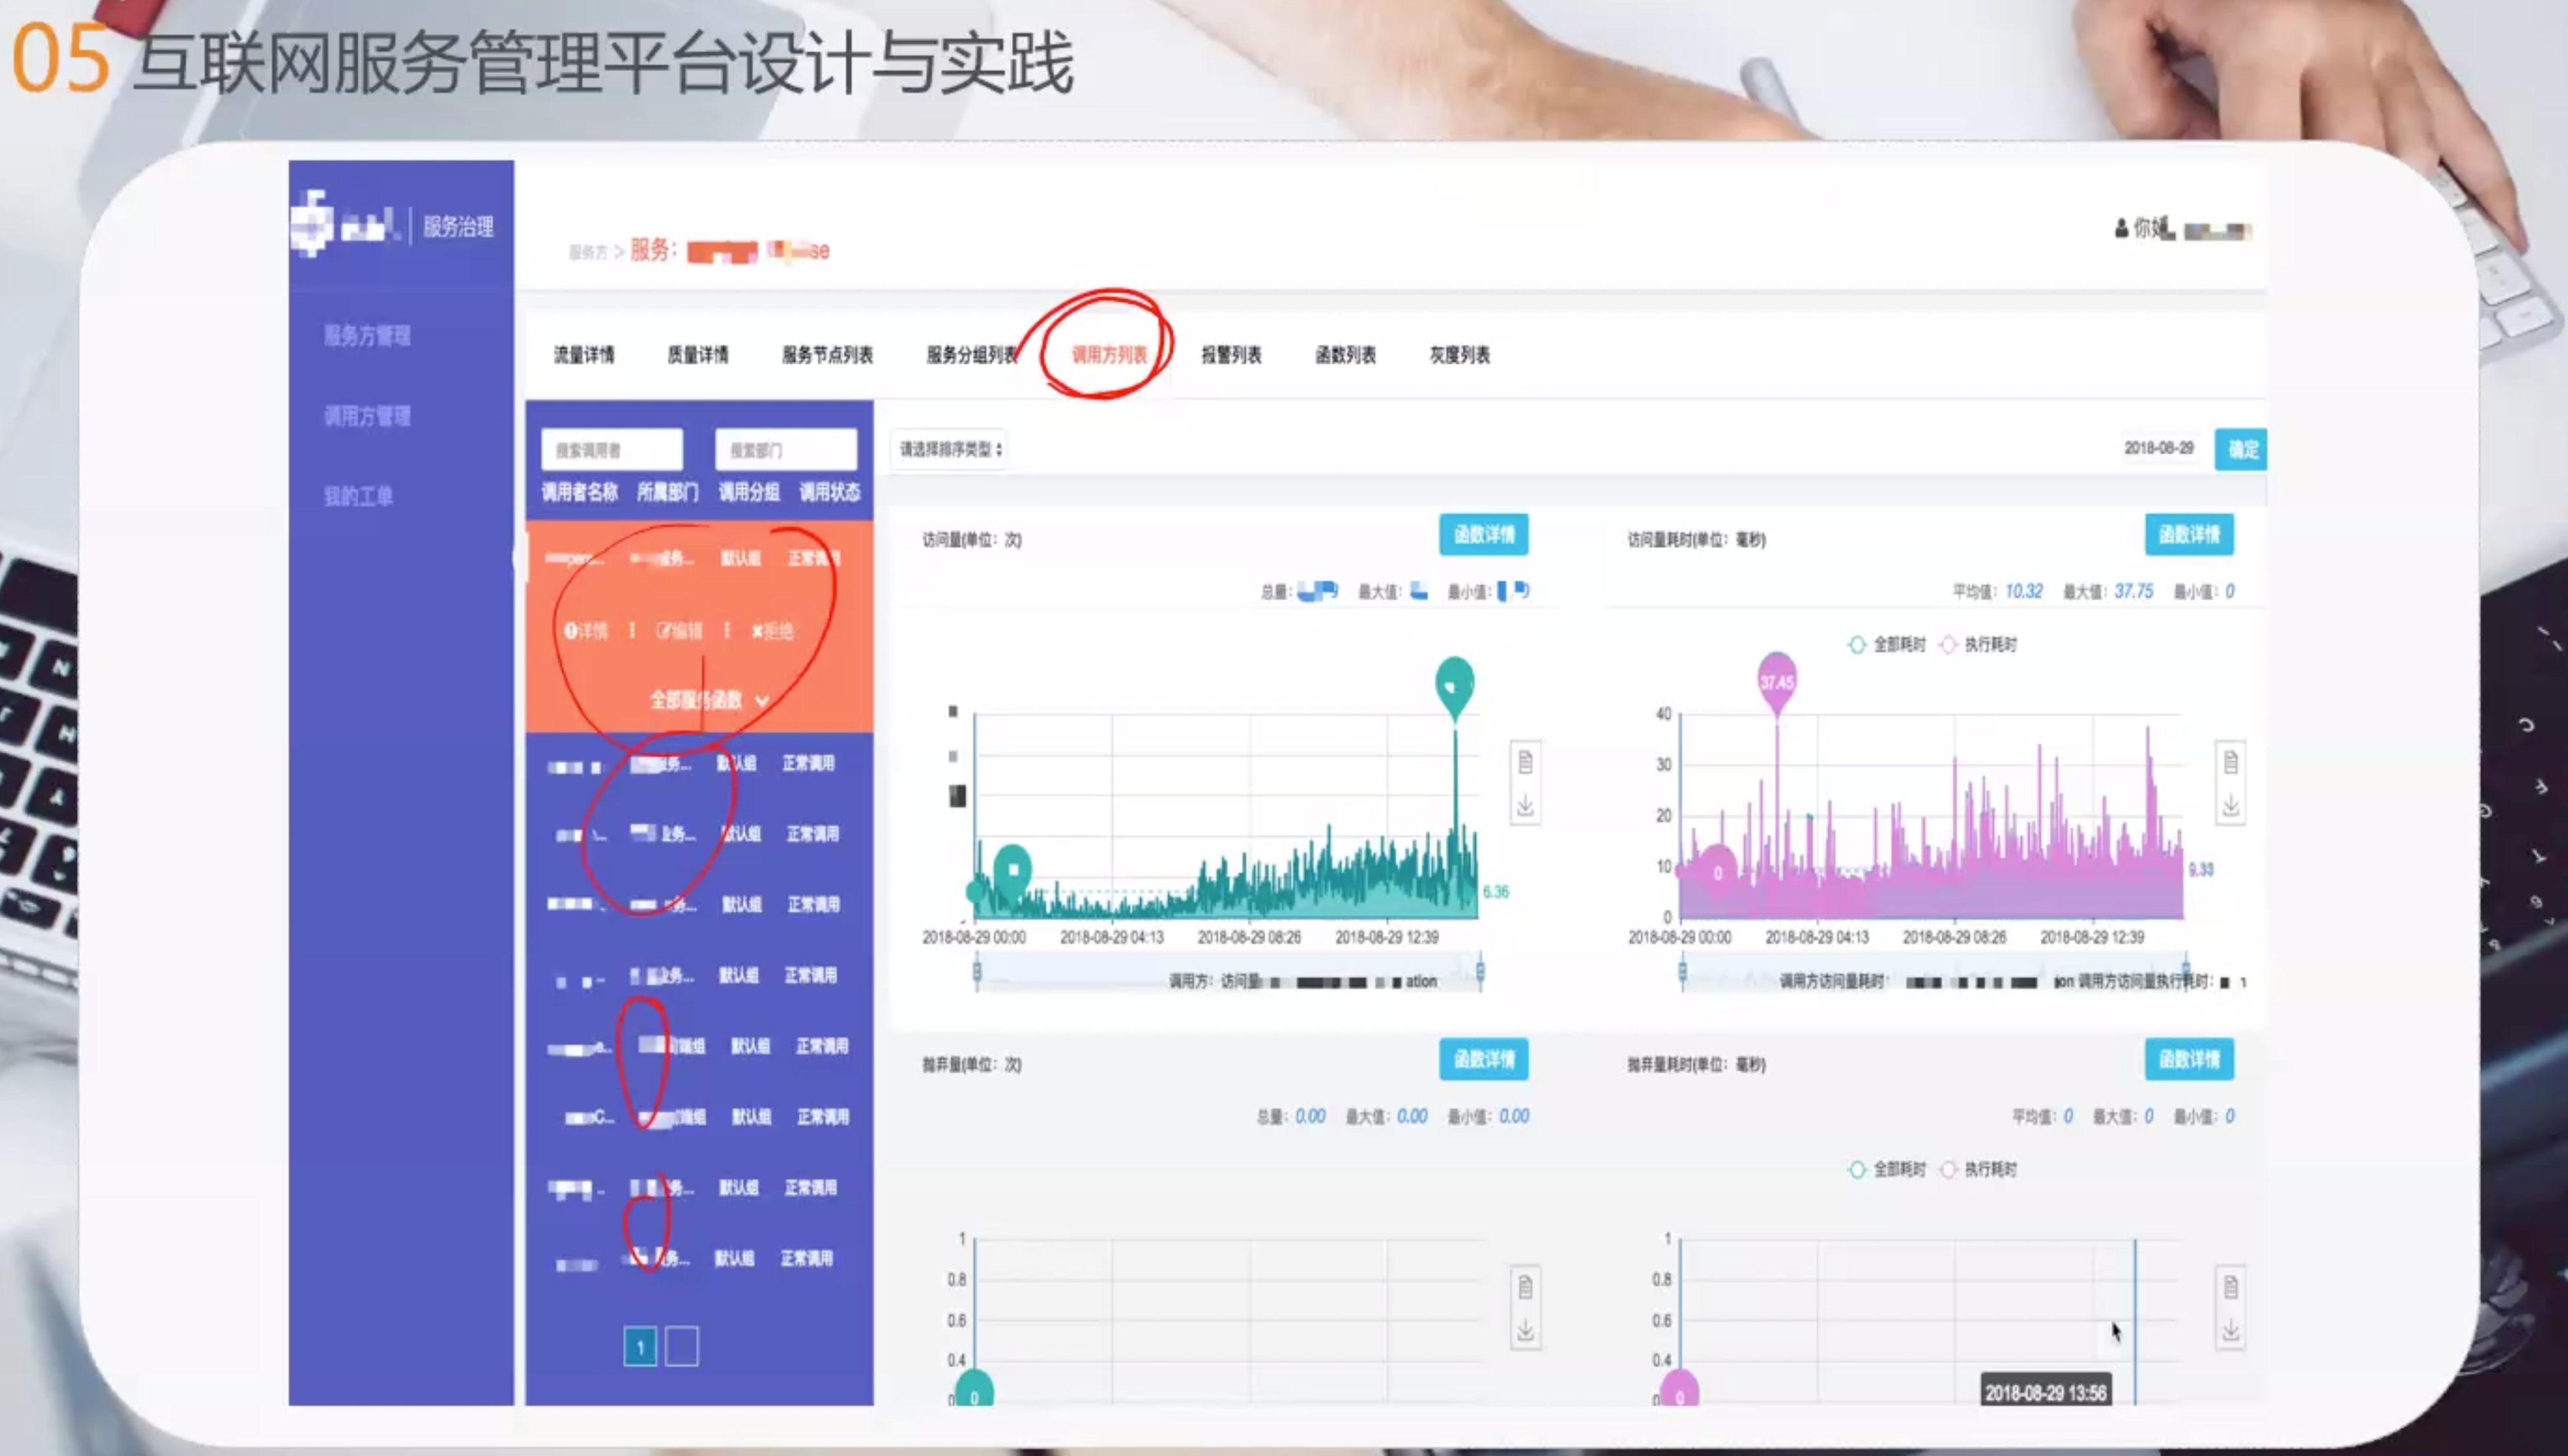 05 互联网服务管理平台设计与实践
服务治理
服务方 > 服务: se
你好
服务方管理
调用方管理
我的工单
流量详情 质量详情 服务节点列表 服务分组列表 调用方列表 报警列表 函数列表 灰度列表
搜索调用者 搜索部门
调用者名称 所属部门 调用分组 调用状态
服务... 默认组 正常调用
详情 编辑 拒绝
全部服务函数
服务... 默认组 正常调用
业务... 默认组 正常调用
务... 默认组 正常调用
业务... 默认组 正常调用
端组 默认组 正常调用
C... 端组 默认组 正常调用
务... 默认组 正常调用
务... 默认组 正常调用
1
请选择排序类型 2018-08-29 确定
访问量(单位：次) 函数详情
总量: 最大值: 最小值:
6.36
2018-08-29 00:00 2018-08-29 04:13 2018-08-29 08:26 2018-08-29 12:39
调用方：访问量 ation
访问量耗时(单位：毫秒) 函数详情
平均值: 10.32 最大值: 37.75 最小值: 0
全部耗时 执行耗时
37.45
40
30
20
10
0
0
9.33
2018-08-29 00:00 2018-08-29 04:13 2018-08-29 08:26 2018-08-29 12:39
调用方访问量耗时: ion 调用方访问量执行耗时:
抛弃量(单位：次) 函数详情
总量: 0.00 最大值: 0.00 最小值: 0.00
1
0.8
0.6
0.4
0
抛弃量耗时(单位：毫秒) 函数详情
平均值: 0 最大值: 0 最小值: 0
全部耗时 执行耗时
1
0.8
0.6
0.4
0
2018-08-29 13:56